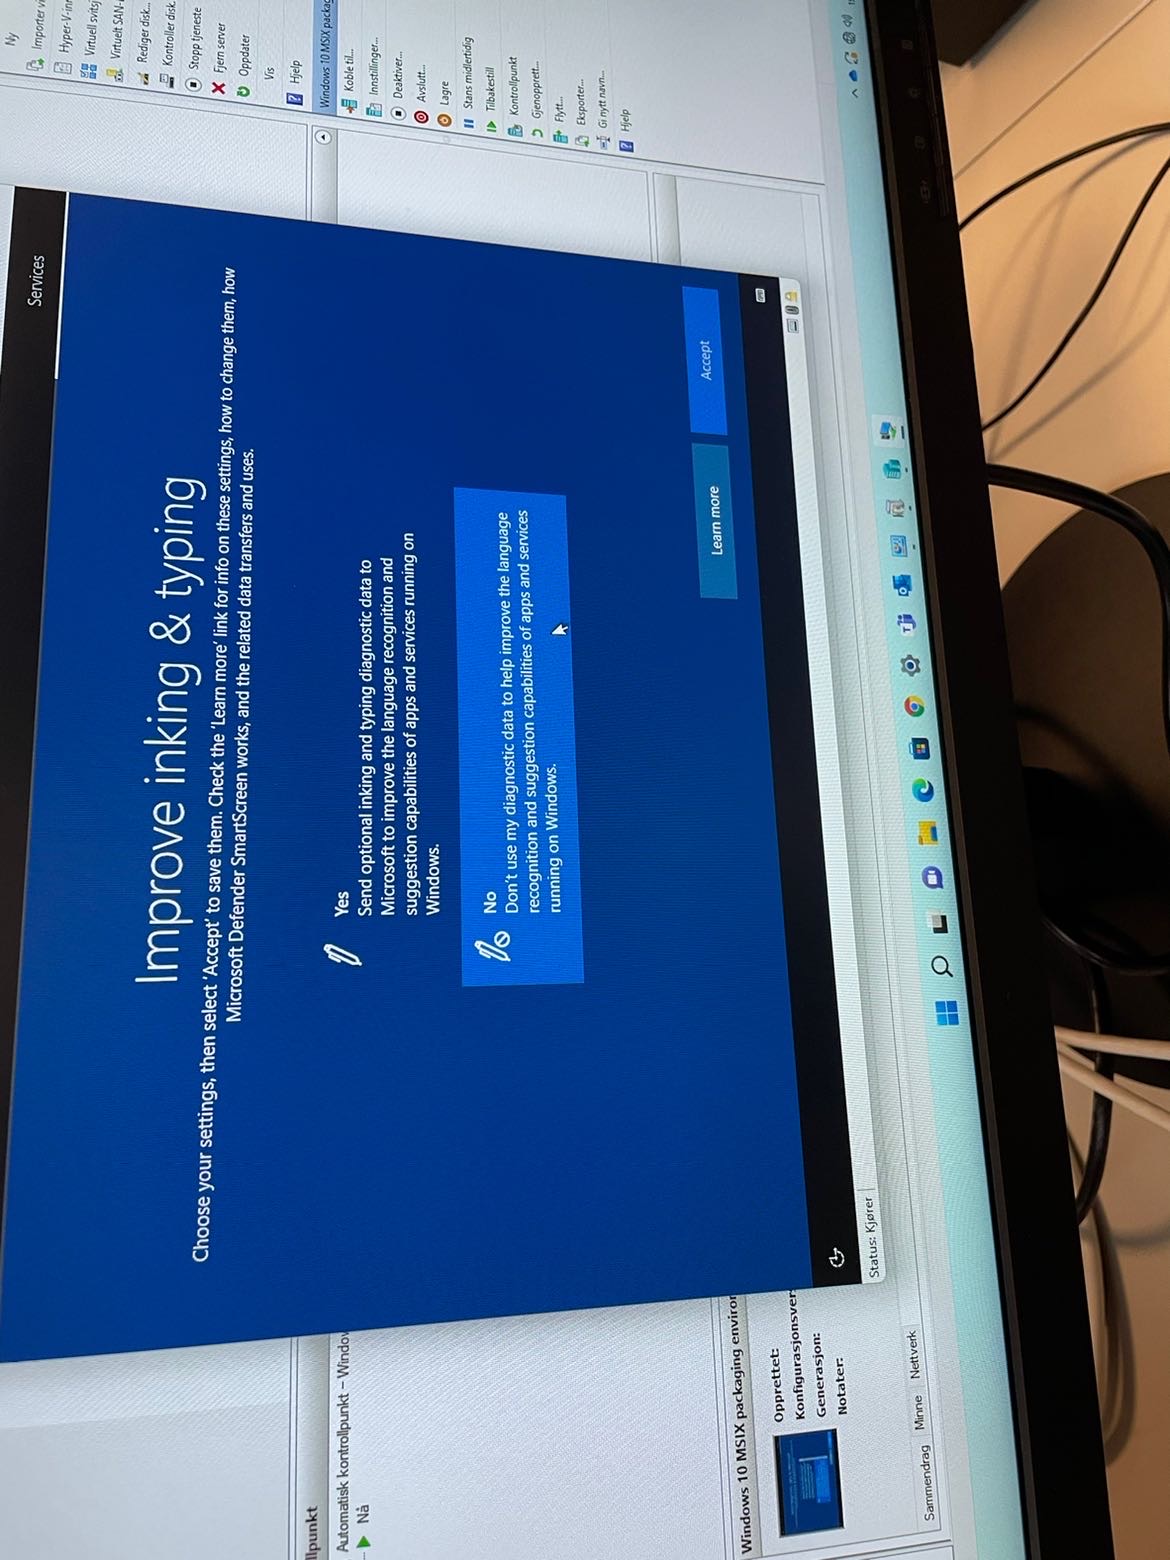 Services
Improve inking & typing
Choose your settings, then select 'Accept' to save them. Check the 'Learn more' link for info on these settings, how to change them, how
Microsoft Defender SmartScreen works, and the related data transfers and uses.
Yes
Send optional inking and typing diagnostic data to
Microsoft to improve the language recognition and
suggestion capabilities of apps and services running on
Windows.
No
Don't use my diagnostic data to help improve the language
recognition and suggestion capabilities of apps and services
running on Windows.
Learn more
Accept
Status: Kjører
llpunkt
Automatisk kontrollpunkt – Windov
Nå
Windows 10 MSIX packaging environ
Opprettet:
Konfigurasjonsver
Generasjon:
Notater:
Sammendrag Minne Nettverk
Ny
Importer vi
Hyper-V-inn
Virtuell svitsj
Virtuelt SAN-
Rediger disk...
Kontroller disk.
Stopp tjeneste
Fjern server
Oppdater
Vis
Hjelp
Windows 10 MSIX packag
Koble til...
Innstillinger...
Deaktiver...
Avslutt...
Lagre
Stans midlertidig
Tilbakestill
Kontrollpunkt
Gjenopprett...
Flytt...
Eksporter...
Gi nytt navn...
Hjelp